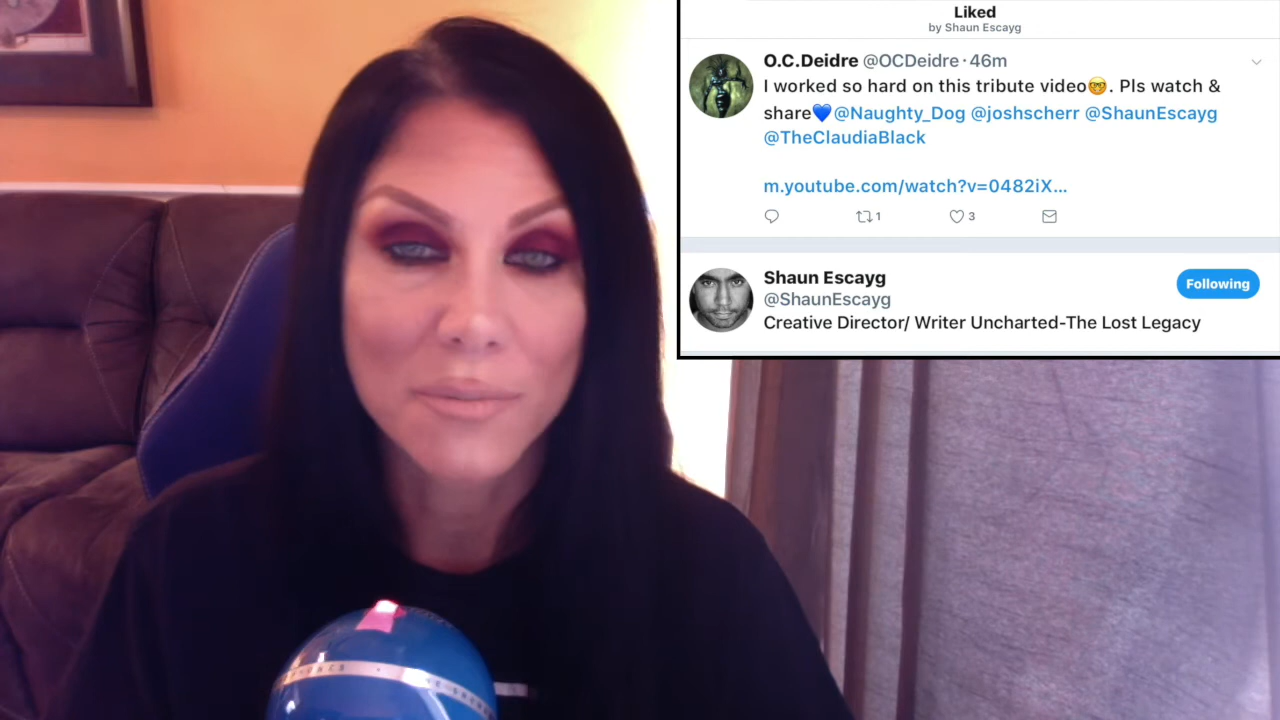 Liked
by Shaun Escayg
O.C.Deidre @OCDeidre · 46m
I worked so hard on this tribute video🤓. Pls watch &
share💙@Naughty_Dog @joshscherr @ShaunEscayg
@TheClaudiaBlack
m.youtube.com/watch?v=0482iX...
1
3
Shaun Escayg
@ShaunEscayg
Following
Creative Director/ Writer Uncharted-The Lost Legacy